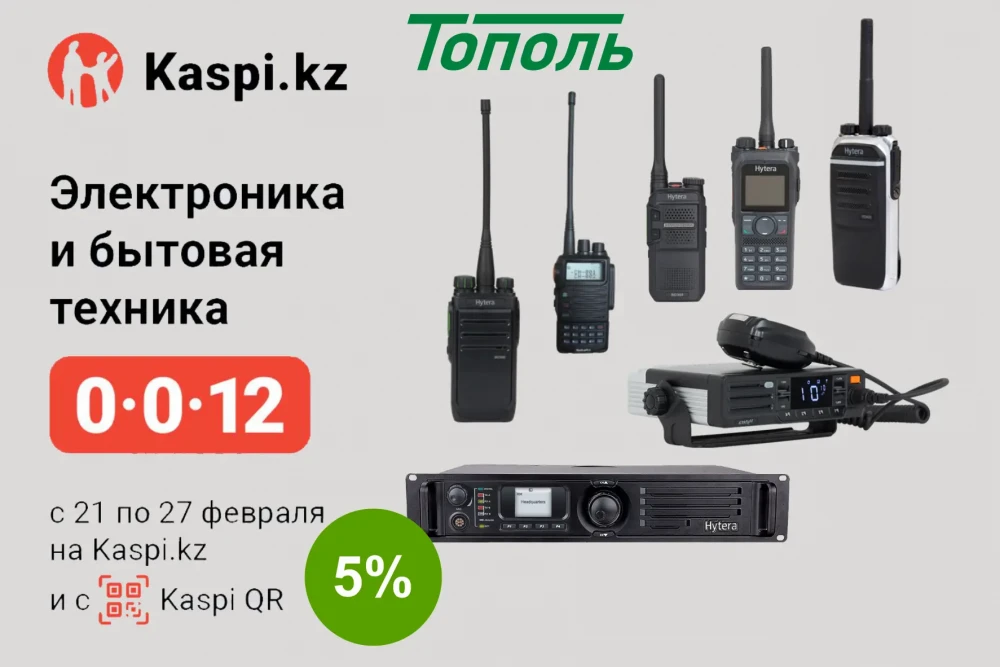 Kaspi.kz
Тополь
Электроника
и бытовая
техника
0·0·12
с 21 по 27 февраля
на Kaspi.kz
и с Kaspi QR
5%
Hytera
Hytera
Hytera
Hytera
Hytera